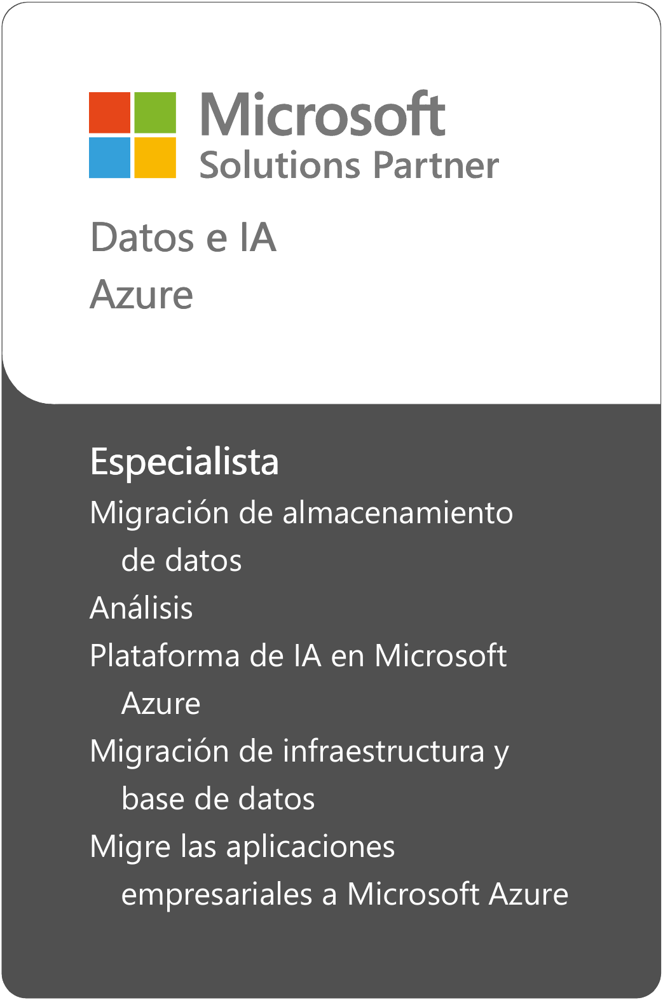 Microsoft
Solutions Partner
Datos e IA
Azure
Especialista
Migración de almacenamiento
de datos
Análisis
Plataforma de IA en Microsoft
Azure
Migración de infraestructura y
base de datos
Migre las aplicaciones
empresariales a Microsoft Azure